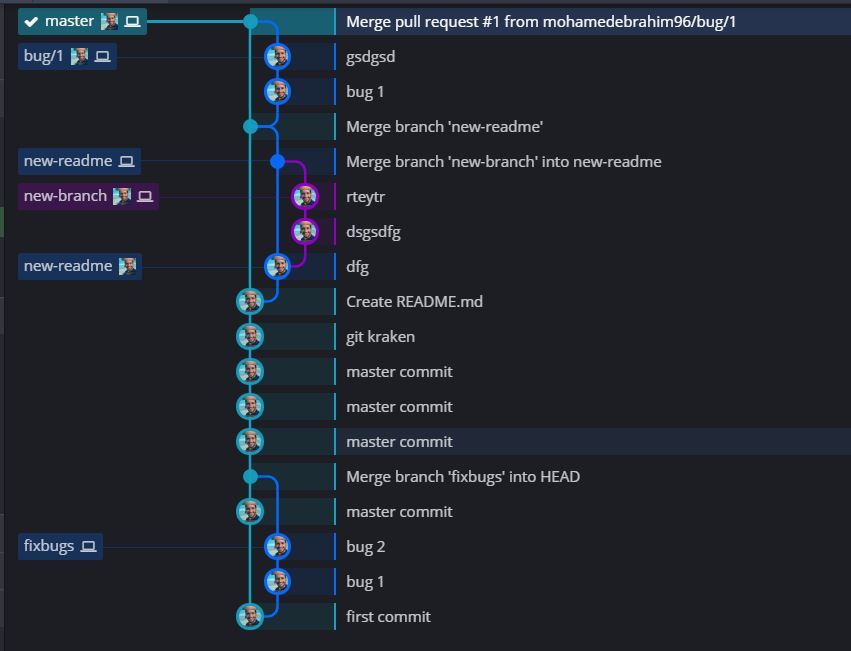 master Merge pull request #1 from mohamedebrahim96/bug/1
bug/1 gsdgsd
bug 1
Merge branch 'new-readme'
new-readme Merge branch 'new-branch' into new-readme
new-branch rteytr
dsgsdfg
new-readme dfg
Create README.md
git kraken
master commit
master commit
master commit
Merge branch 'fixbugs' into HEAD
master commit
fixbugs bug 2
bug 1
first commit